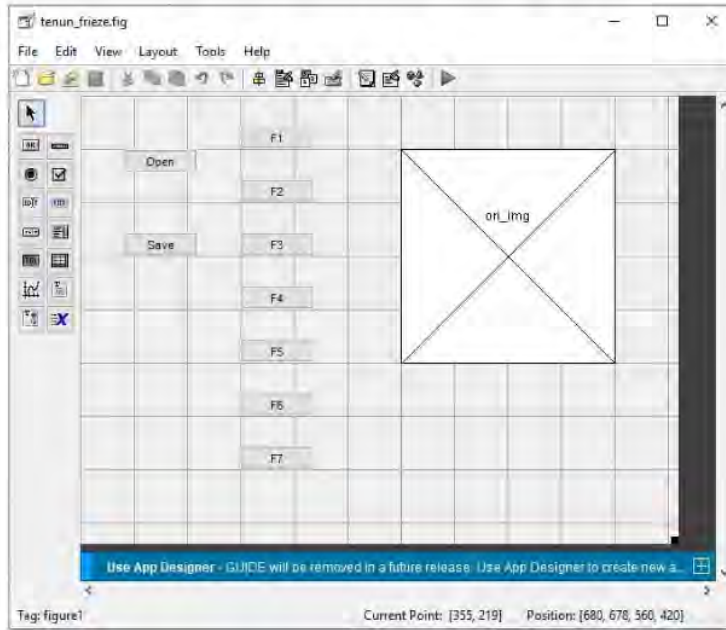 tenun_frieze.fig
File Edit View Layout Tools Help
F1
Open
F2
ori_img
Save
F3
F4
F5
F6
F7
Use App Designer - GUIDE will be removed in a future release. Use App Designer to create new a...
Tag: figure1 Current Point: [355, 219] Position: [680, 678, 560, 420]